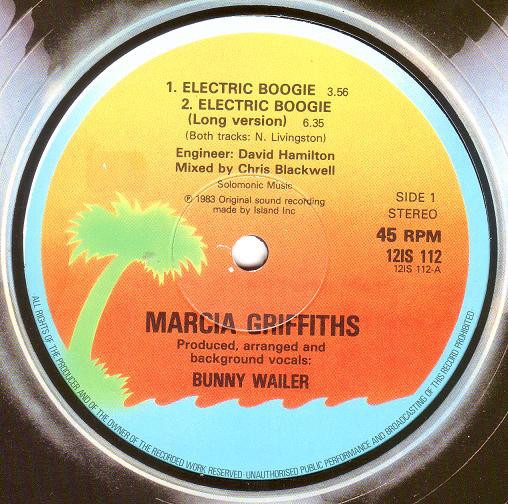 1. ELECTRIC BOOGIE 3.56
2. ELECTRIC BOOGIE
(Long version) 6.35
(Both tracks: N. Livingston)
Engineer: David Hamilton
Mixed by Chris Blackwell
Solomonic Music
℗ 1983 Original sound recording
made by Island Inc
SIDE 1
STEREO
45 RPM
12IS 112
12IS 112-A
MARCIA GRIFFITHS
Produced, arranged and
background vocals:
BUNNY WAILER
ALL RIGHTS OF THE PRODUCER AND OF THE OWNER OF THE RECORDED WORK RESERVED·UNAUTHORISED PUBLIC PERFORMANCE AND BROADCASTING OF THIS RECORD PROHIBITED